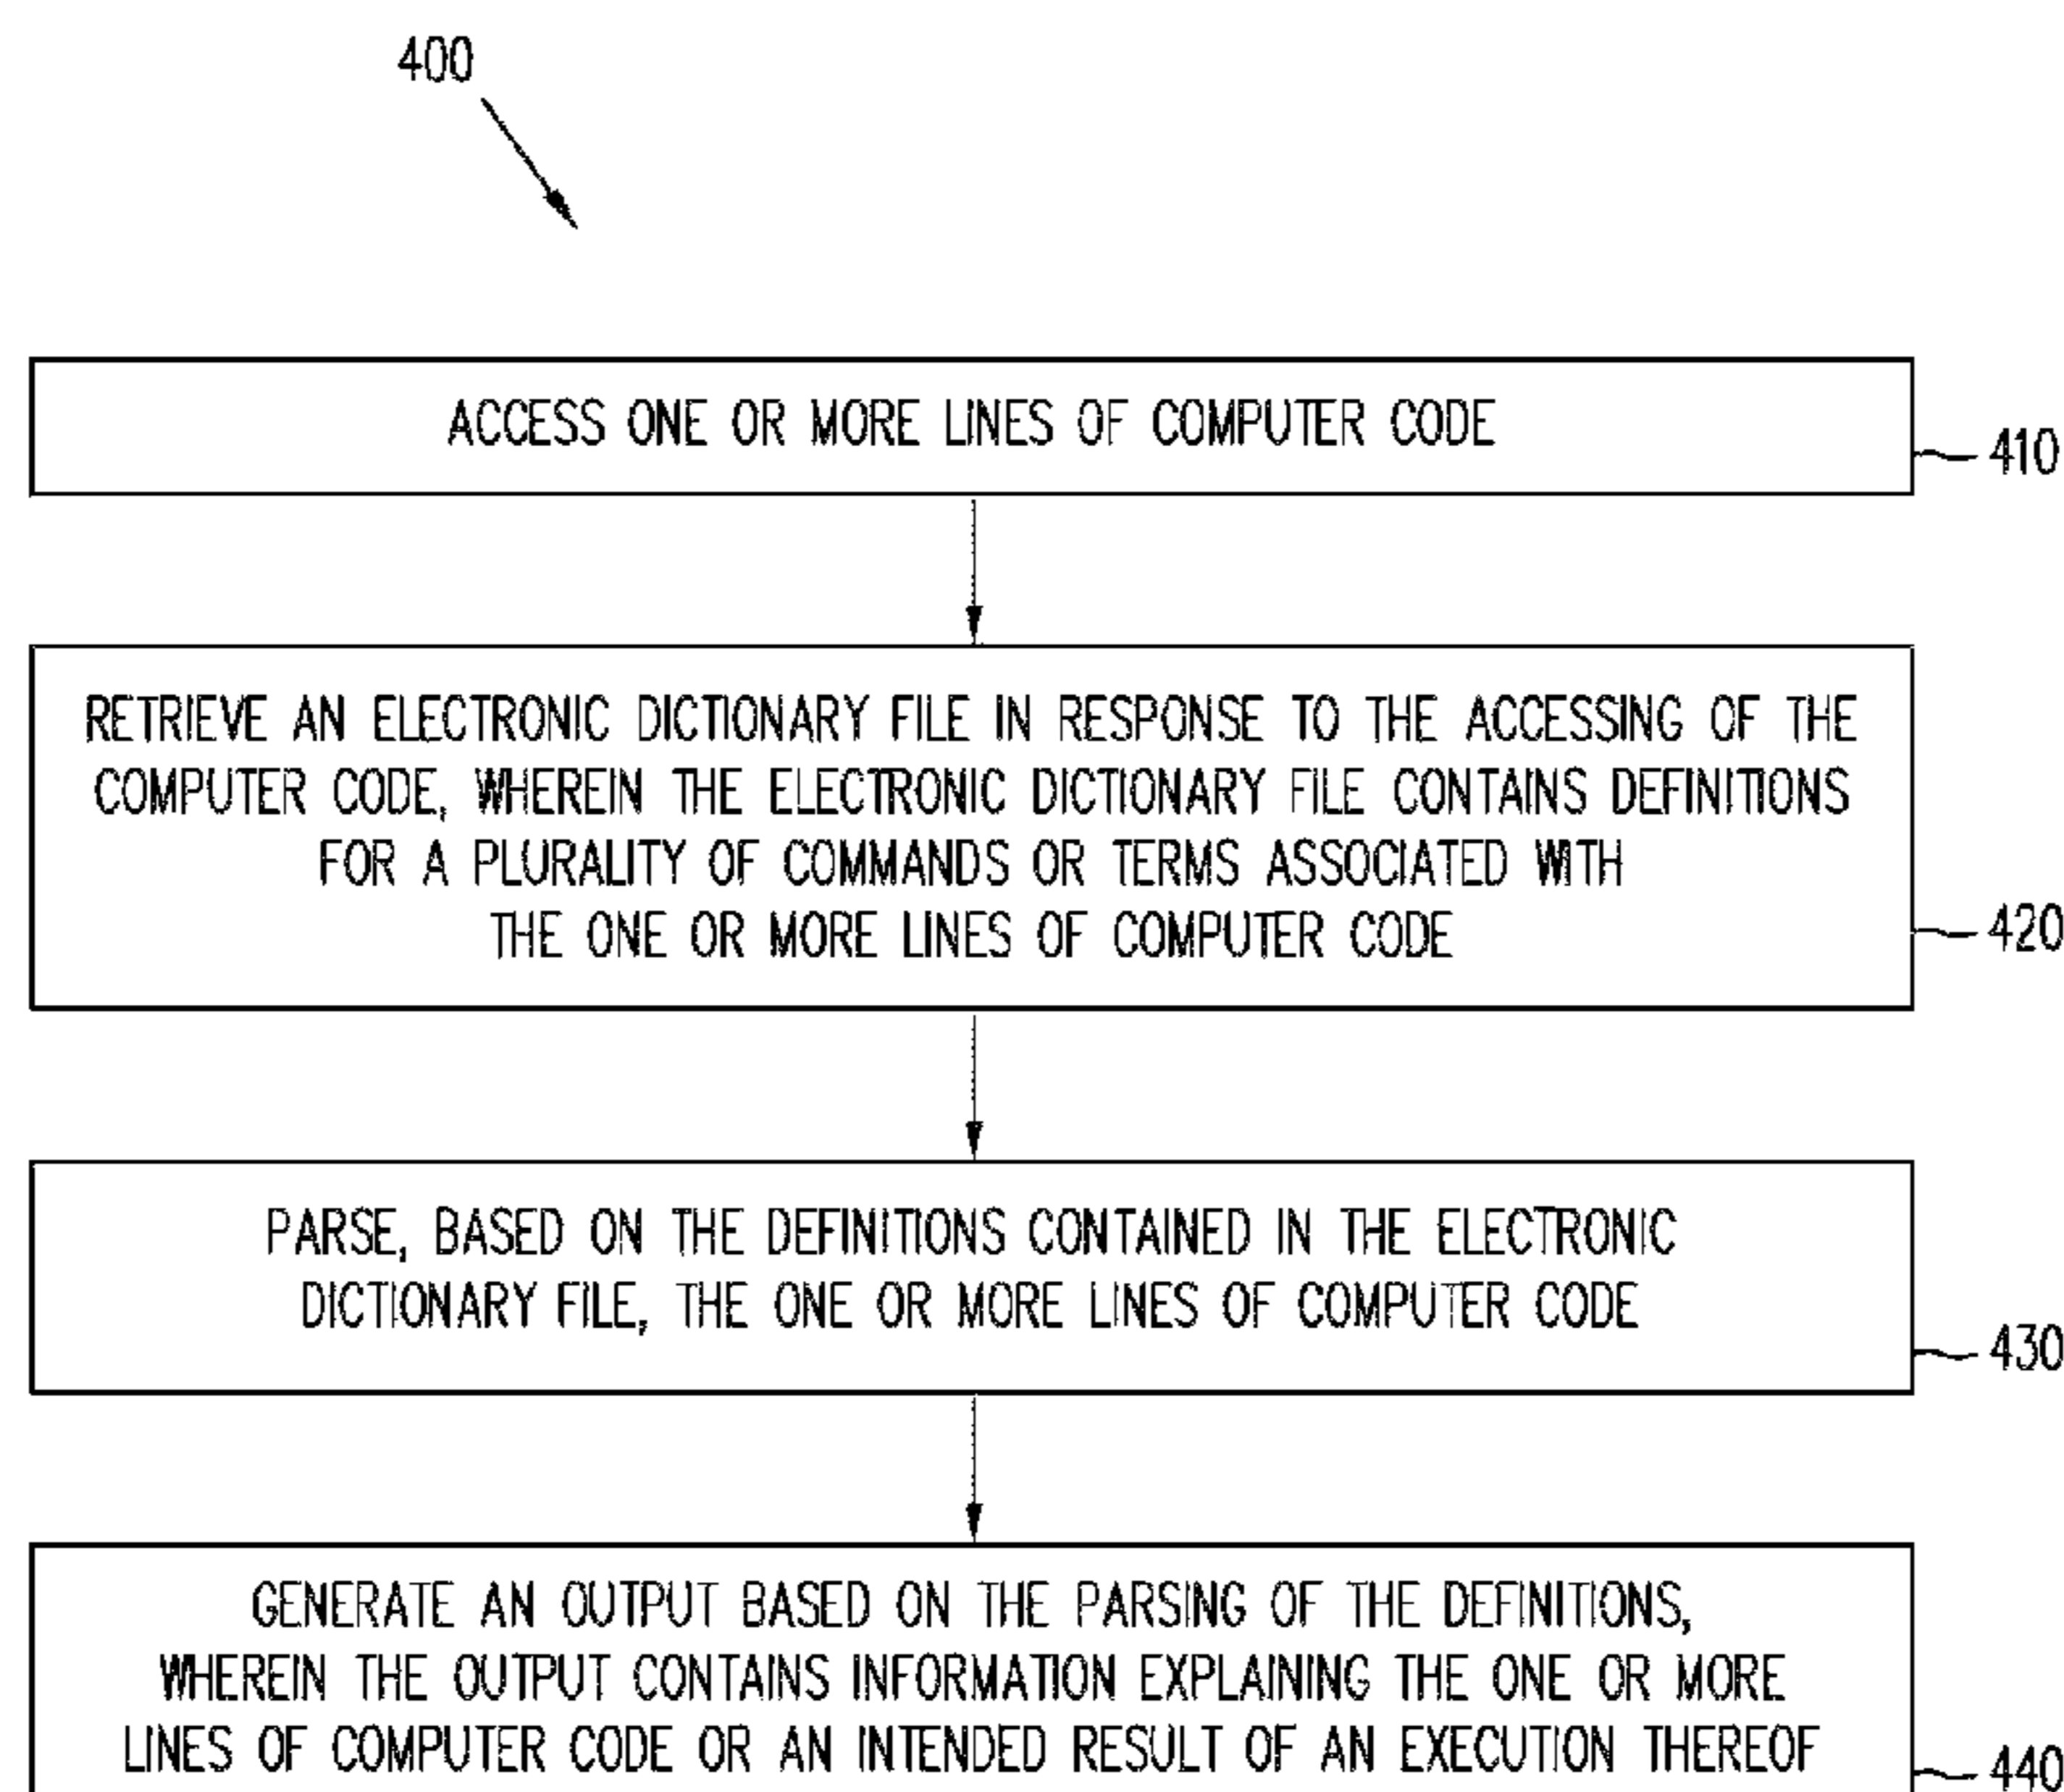 400
ACCESS ONE OR MORE LINES OF COMPUTER CODE
410
RETRIEVE AN ELECTRONIC DICTIONARY FILE IN RESPONSE TO THE ACCESSING OF THE
COMPUTER CODE, WHEREIN THE ELECTRONIC DICTIONARY FILE CONTAINS DEFINITIONS
FOR A PLURALITY OF COMMANDS OR TERMS ASSOCIATED WITH
THE ONE OR MORE LINES OF COMPUTER CODE
420
PARSE, BASED ON THE DEFINITIONS CONTAINED IN THE ELECTRONIC
DICTIONARY FILE, THE ONE OR MORE LINES OF COMPUTER CODE
430
GENERATE AN OUTPUT BASED ON THE PARSING OF THE DEFINITIONS,
WHEREIN THE OUTPUT CONTAINS INFORMATION EXPLAINING THE ONE OR MORE
LINES OF COMPUTER CODE OR AN INTENDED RESULT OF AN EXECUTION THEREOF
440